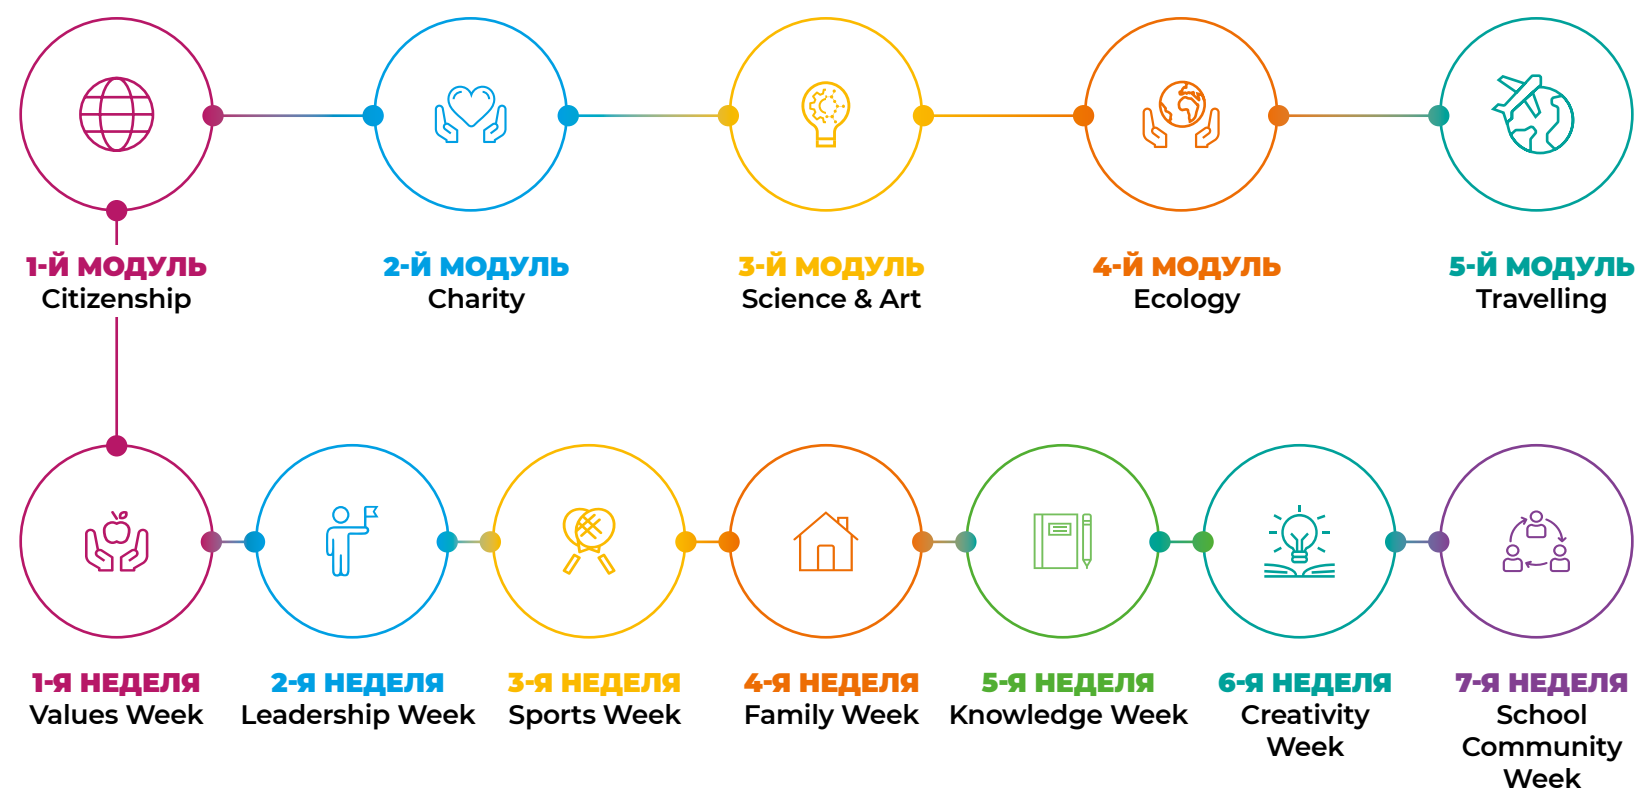 1-Й МОДУЛЬ
Citizenship
2-Й МОДУЛЬ
Charity
3-Й МОДУЛЬ
Science & Art
4-Й МОДУЛЬ
Ecology
5-Й МОДУЛЬ
Travelling
1-Я НЕДЕЛЯ
Values Week
2-Я НЕДЕЛЯ
Leadership Week
3-Я НЕДЕЛЯ
Sports Week
4-Я НЕДЕЛЯ
Family Week
5-Я НЕДЕЛЯ
Knowledge Week
6-Я НЕДЕЛЯ
Creativity
Week
7-Я НЕДЕЛЯ
School
Community
Week